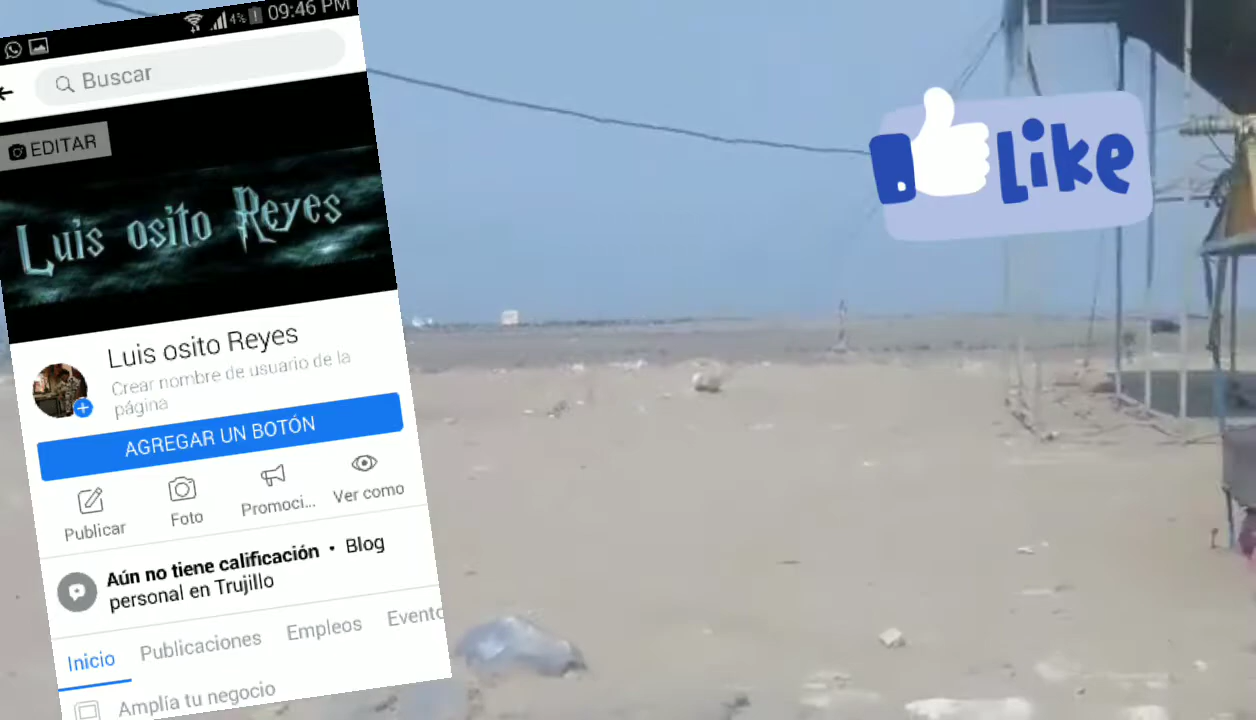 4% 09:46 PM
Buscar
EDITAR
Luis osito Reyes
Luis osito Reyes
Crear nombre de usuario de la
página
AGREGAR UN BOTÓN
Publicar Foto Promoci... Ver como
Aún no tiene calificación • Blog
personal en Trujillo
Inicio Publicaciones Empleos Evento
Amplía tu negocio
Like